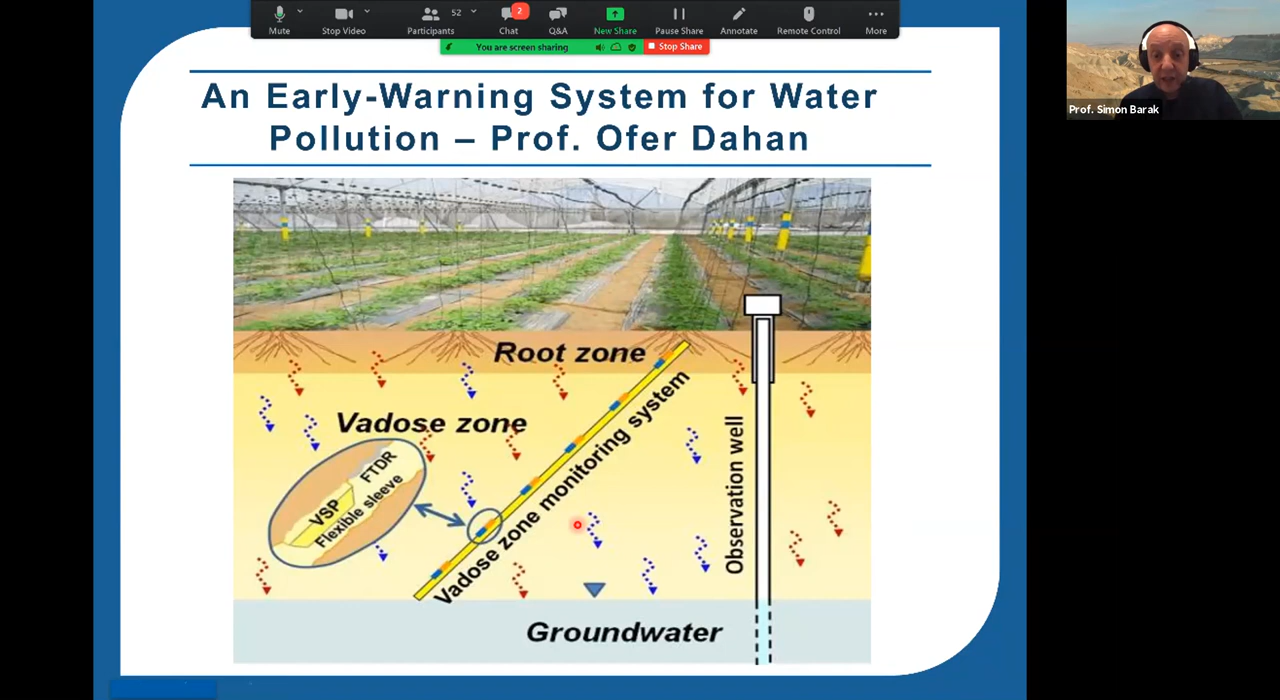 52
2
Mute
Stop Video
Participants
Chat
Q&A
New Share
Pause Share
Annotate
Remote Control
More
You are screen sharing
Stop Share
Prof. Simon Barak
An Early-Warning System for Water
Pollution – Prof. Ofer Dahan
Root zone
Vadose zone
Vadose zone monitoring system
Observation well
FTDR
VSP
Flexible sleeve
Groundwater